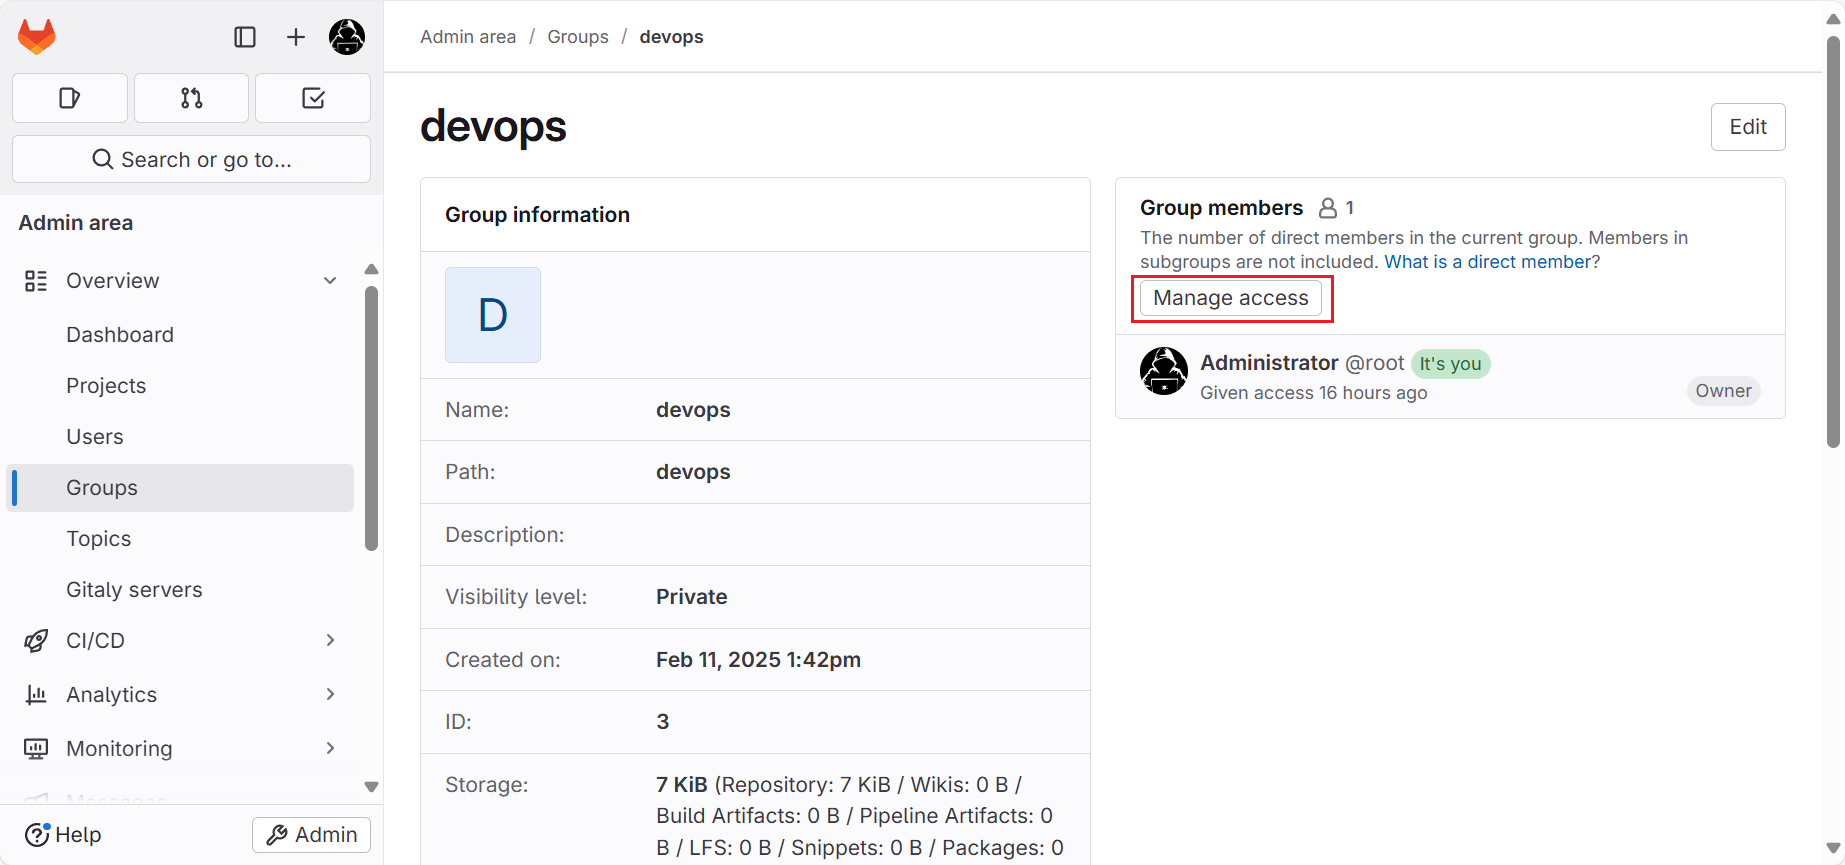 Admin area / Groups / devops
Search or go to...
Admin area
Overview
Dashboard
Projects
Users
Groups
Topics
Gitaly servers
CI/CD
Analytics
Monitoring
Messages
Help
Admin
devops
Edit
Group information
D
Name: devops
Path: devops
Description:
Visibility level: Private
Created on: Feb 11, 2025 1:42pm
ID: 3
Storage: 7 KiB (Repository: 7 KiB / Wikis: 0 B /
Build Artifacts: 0 B / Pipeline Artifacts: 0
B / LFS: 0 B / Snippets: 0 B / Packages: 0
Group members 1
The number of direct members in the current group. Members in
subgroups are not included. What is a direct member?
Manage access
Administrator @root It's you
Given access 16 hours ago
Owner